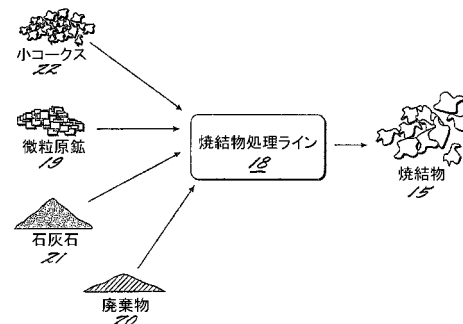 小コークス
22
微粒原鉱
19
石灰石
21
廃棄物
20
焼結物処理ライン
18
焼結物
15